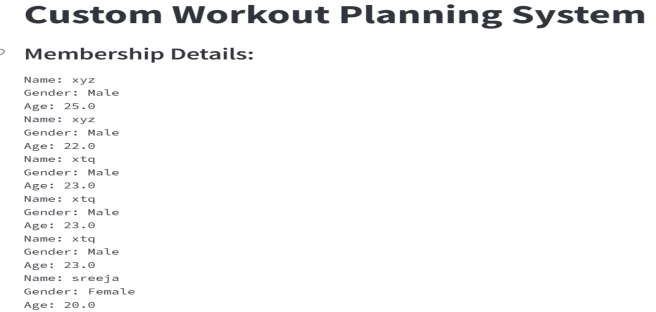 Custom Workout Planning System
Membership Details:
Name: xyz
Gender: Male
Age: 25.0
Name: xyz
Gender: Male
Age: 22.0
Name: xtq
Gender: Male
Age: 23.0
Name: xtq
Gender: Male
Age: 23.0
Name: xtq
Gender: Male
Age: 23.0
Name: sreeja
Gender: Female
Age: 20.0